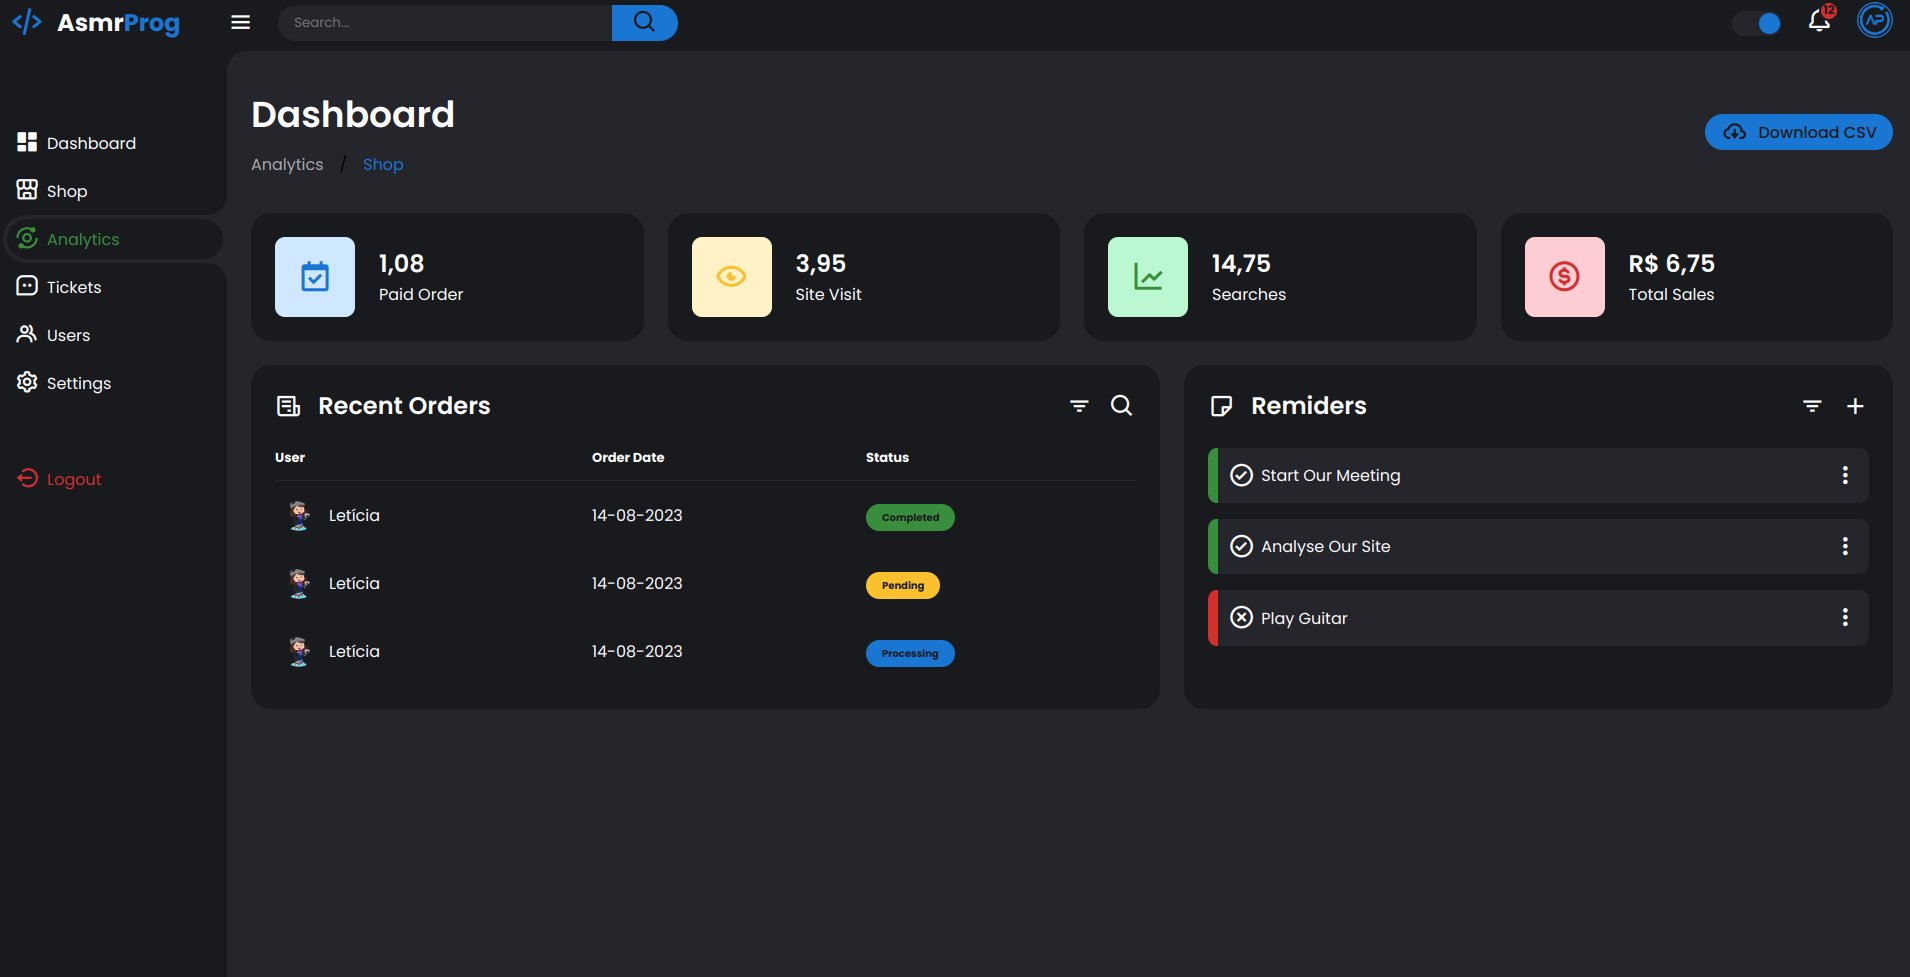 </> AsmrProg
Search...
12
AP
Dashboard
Shop
Analytics
Tickets
Users
Settings
Logout
Dashboard
Analytics / Shop
Download CSV
1,08
Paid Order
3,95
Site Visit
14,75
Searches
R$ 6,75
Total Sales
Recent Orders
User Order Date Status
Letícia 14-08-2023 Completed
Letícia 14-08-2023 Pending
Letícia 14-08-2023 Processing
Remiders
Start Our Meeting
Analyse Our Site
Play Guitar